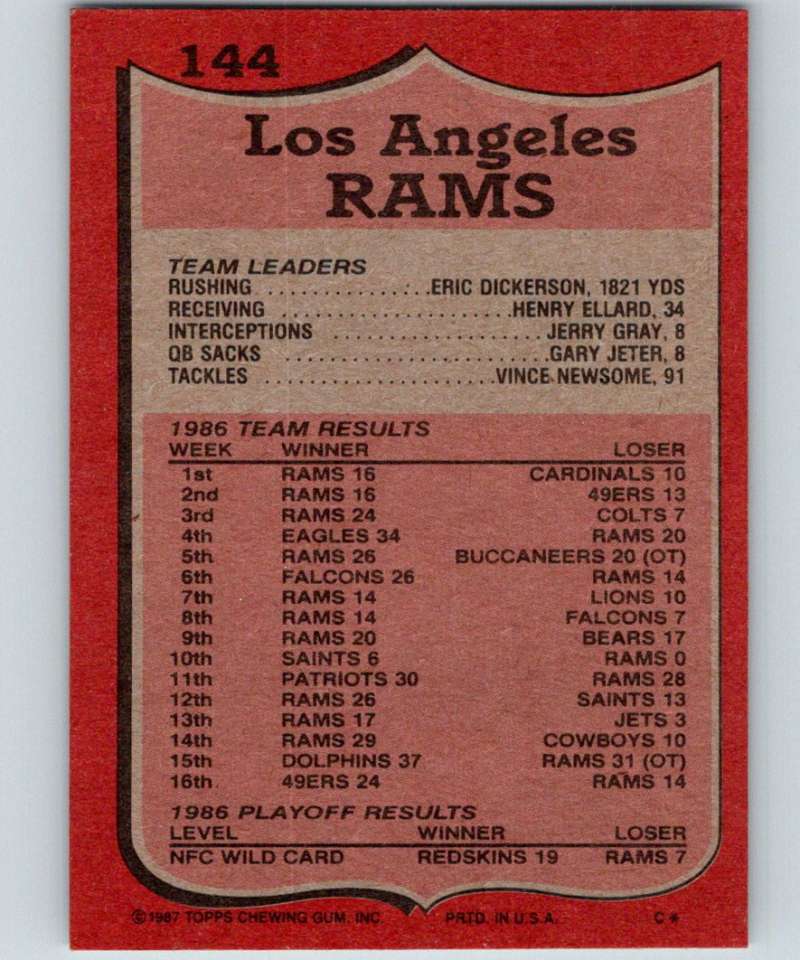 144
Los Angeles
RAMS
TEAM LEADERS
RUSHING ...............ERIC DICKERSON, 1821 YDS
RECEIVING .....................HENRY ELLARD, 34
INTERCEPTIONS ...................JERRY GRAY, 8
QB SACKS ........................GARY JETER, 8
TACKLES .....................VINCE NEWSOME, 91
1986 TEAM RESULTS
WEEK WINNER LOSER
1st RAMS 16 CARDINALS 10
2nd RAMS 16 49ERS 13
3rd RAMS 24 COLTS 7
4th EAGLES 34 RAMS 20
5th RAMS 26 BUCCANEERS 20 (OT)
6th FALCONS 26 RAMS 14
7th RAMS 14 LIONS 10
8th RAMS 14 FALCONS 7
9th RAMS 20 BEARS 17
10th SAINTS 6 RAMS 0
11th PATRIOTS 30 RAMS 28
12th RAMS 26 SAINTS 13
13th RAMS 17 JETS 3
14th RAMS 29 COWBOYS 10
15th DOLPHINS 37 RAMS 31 (OT)
16th 49ERS 24 RAMS 14
1986 PLAYOFF RESULTS
LEVEL WINNER LOSER
NFC WILD CARD REDSKINS 19 RAMS 7
©1987 TOPPS CHEWING GUM, INC. PRTD. IN U.S.A. C*